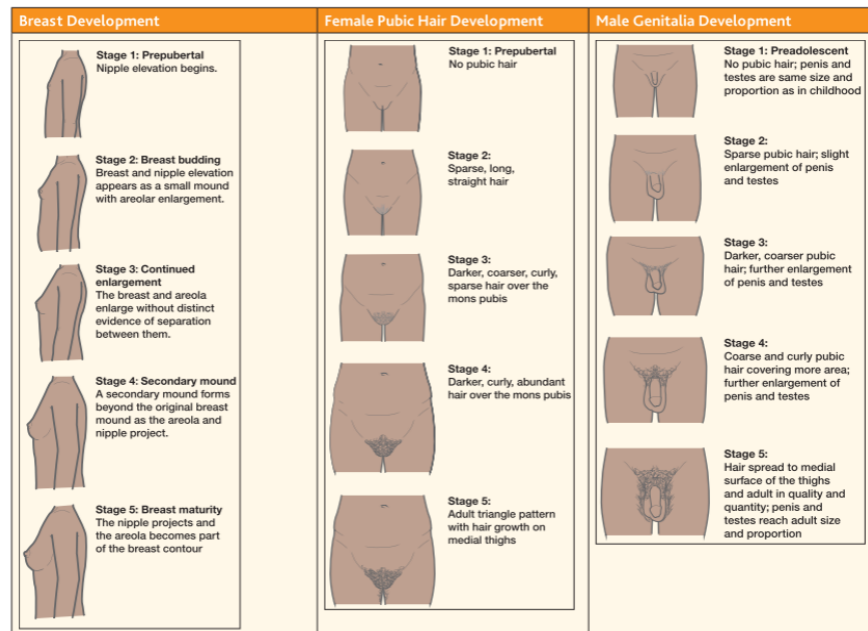 Breast Development
Stage 1: Prepubertal
Nipple elevation begins.
Stage 2: Breast budding
Breast and nipple elevation
appears as a small mound
with areolar enlargement.
Stage 3: Continued
enlargement
The breast and areola
enlarge without distinct
evidence of separation
between them.
Stage 4: Secondary mound
A secondary mound forms
beyond the original breast
mound as the areola and
nipple project.
Stage 5: Breast maturity
The nipple projects and
the areola becomes part
of the breast contour
Female Pubic Hair Development
Stage 1: Prepubertal
No pubic hair
Stage 2:
Sparse, long,
straight hair
Stage 3:
Darker, coarser, curly,
sparse hair over the
mons pubis
Stage 4:
Darker, curly, abundant
hair over the mons pubis
Stage 5:
Adult triangle pattern
with hair growth on
medial thighs
Male Genitalia Development
Stage 1: Preadolescent
No pubic hair; penis and
testes are same size and
proportion as in childhood
Stage 2:
Sparse pubic hair; slight
enlargement of penis
and testes
Stage 3:
Darker, coarser pubic
hair; further enlargement
of penis and testes
Stage 4:
Coarse and curly pubic
hair covering more area;
further enlargement of
penis and testes
Stage 5:
Hair spread to medial
surface of the thighs
and adult in quality and
quantity; penis and
testes reach adult size
and proportion